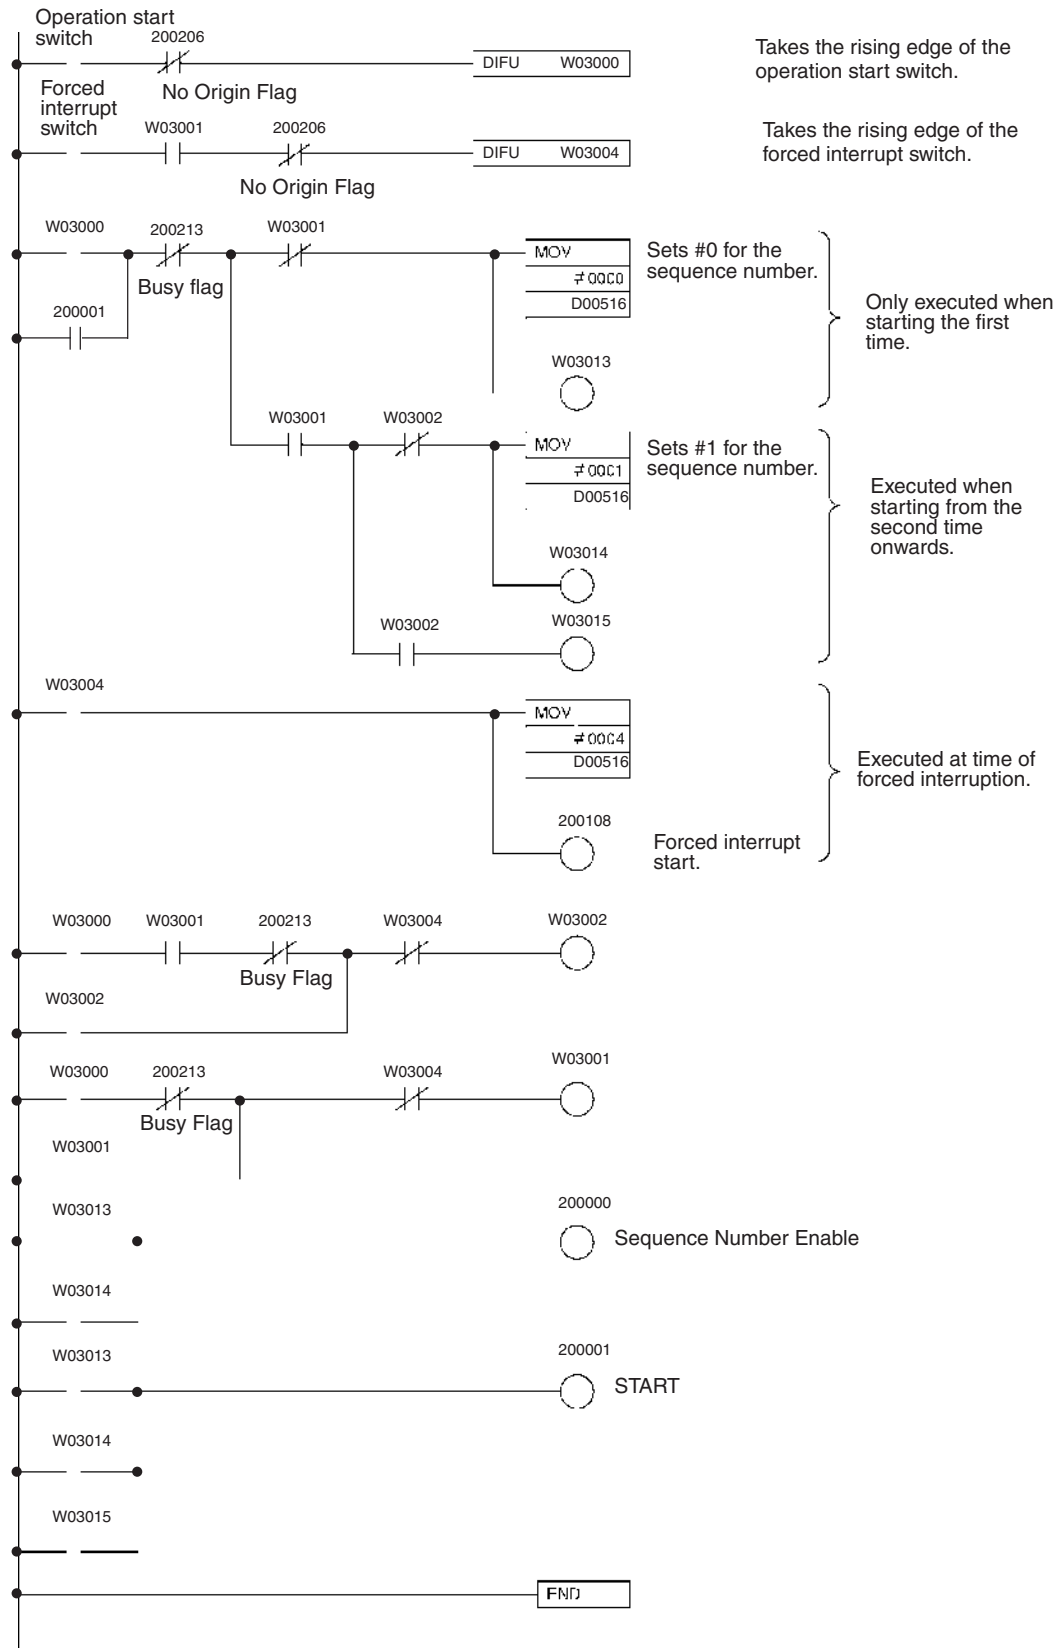 Operation start
switch
200206
DIFU W03000
Takes the rising edge of the
operation start switch.
No Origin Flag
Forced
interrupt
switch
W03001 200206
DIFU W03004
Takes the rising edge of the
forced interrupt switch.
No Origin Flag
W03000 200213 W03001
MOV
#0000
D00516
Sets #0 for the
sequence number.
Busy flag
200001
Only executed when
starting the first
time.
W03013
W03001 W03002
MOV
#0001
D00516
Sets #1 for the
sequence number.
Executed when
starting from the
second time
onwards.
W03014
W03002 W03015
W03004
MOV
#0004
D00516
Executed at time of
forced interruption.
200108
Forced interrupt
start.
W03000 W03001 200213 W03004 W03002
Busy Flag
W03002
W03000 200213 W03004 W03001
Busy Flag
W03001
W03013 200000
Sequence Number Enable
W03014
W03013 200001
START
W03014
W03015
END